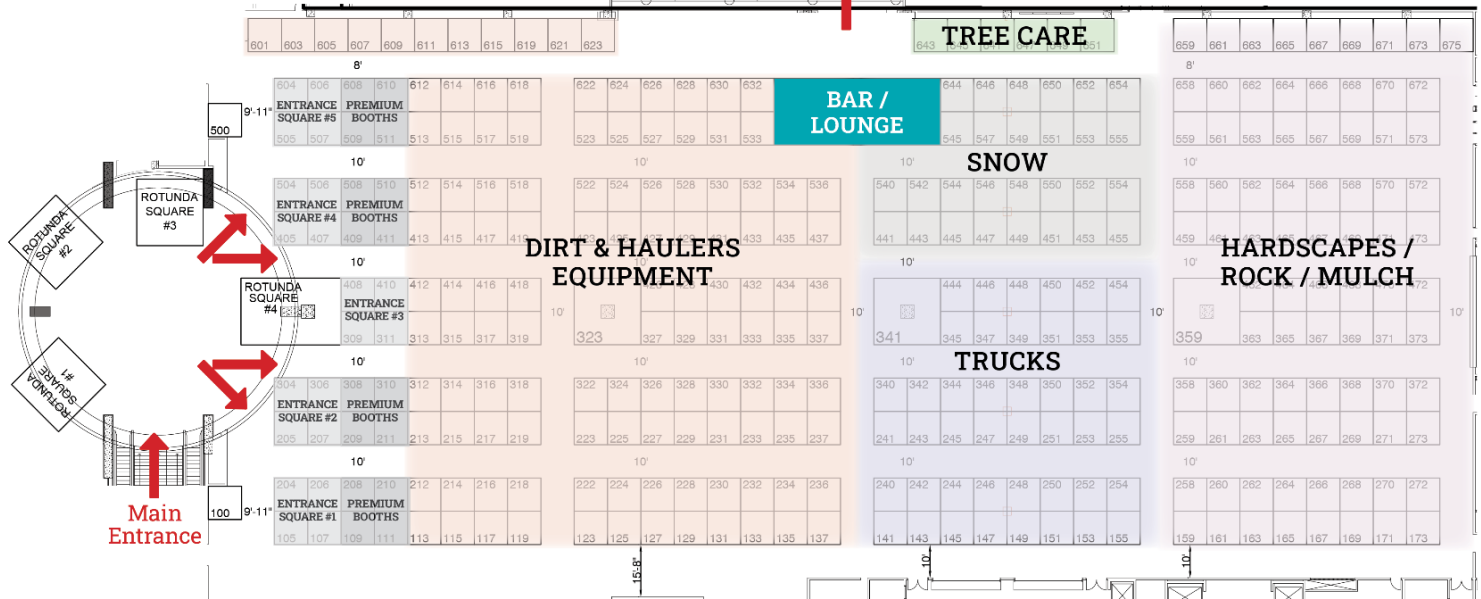 601 603 605 607 609 611 613 615 619 621 623
643 651
TREE CARE
659 661 663 665 667 669 671 673 675
8'
8'
604 606 608 610 612 614 616 618 622 624 626 628 630 632 644 646 648 650 652 654 658 660 662 664 666 668 670 672
500
9'-11"
ENTRANCE
SQUARE #5
PREMIUM
BOOTHS
BAR /
LOUNGE
505 507 509 511 513 515 517 519 523 525 527 529 531 533 545 547 549 551 553 555 559 561 563 565 567 569 571 573
10' 10' 10' 10'
SNOW
504 506 508 510 512 514 516 518 522 524 526 528 530 532 534 536 540 542 544 546 548 550 552 554 558 560 562 564 566 568 570 572
ROTUNDA
SQUARE
#3
ROTUNDA
SQUARE
#2
ENTRANCE
SQUARE #4
PREMIUM
BOOTHS
405 407 409 411 413 415 417 419 435 437 441 443 445 447 449 451 453 455 459
DIRT & HAULERS
EQUIPMENT
HARDSCAPES /
ROCK / MULCH
10' 10'
ROTUNDA
SQUARE
#4
408 410 412 414 416 418 430 432 434 436 444 446 448 450 452 454 472
ENTRANCE
SQUARE #3
10' 10' 10' 10'
309 311 313 315 317 319 323 327 329 331 333 335 337 341 345 347 349 351 353 355 359 363 365 367 369 371 373
10' 10' 10' 10'
TRUCKS
ROTUNDA
SQUARE
#1
304 306 308 310 312 314 316 318 322 324 326 328 330 332 334 336 340 342 344 346 348 350 352 354 358 360 362 364 366 368 370 372
ENTRANCE
SQUARE #2
PREMIUM
BOOTHS
205 207 209 211 213 215 217 219 223 225 227 229 231 233 235 237 241 243 245 247 249 251 253 255 259 261 263 265 267 269 271 273
10' 10' 10' 10'
204 206 208 210 212 214 216 218 222 224 226 228 230 232 234 236 240 242 244 246 248 250 252 254 258 260 262 264 266 268 270 272
100
9'-11"
ENTRANCE
SQUARE #1
PREMIUM
BOOTHS
Main
Entrance
105 107 109 111 113 115 117 119 123 125 127 129 131 133 135 137 141 143 145 147 149 151 153 155 159 161 163 165 167 169 171 173
15'-8"
10'
10'